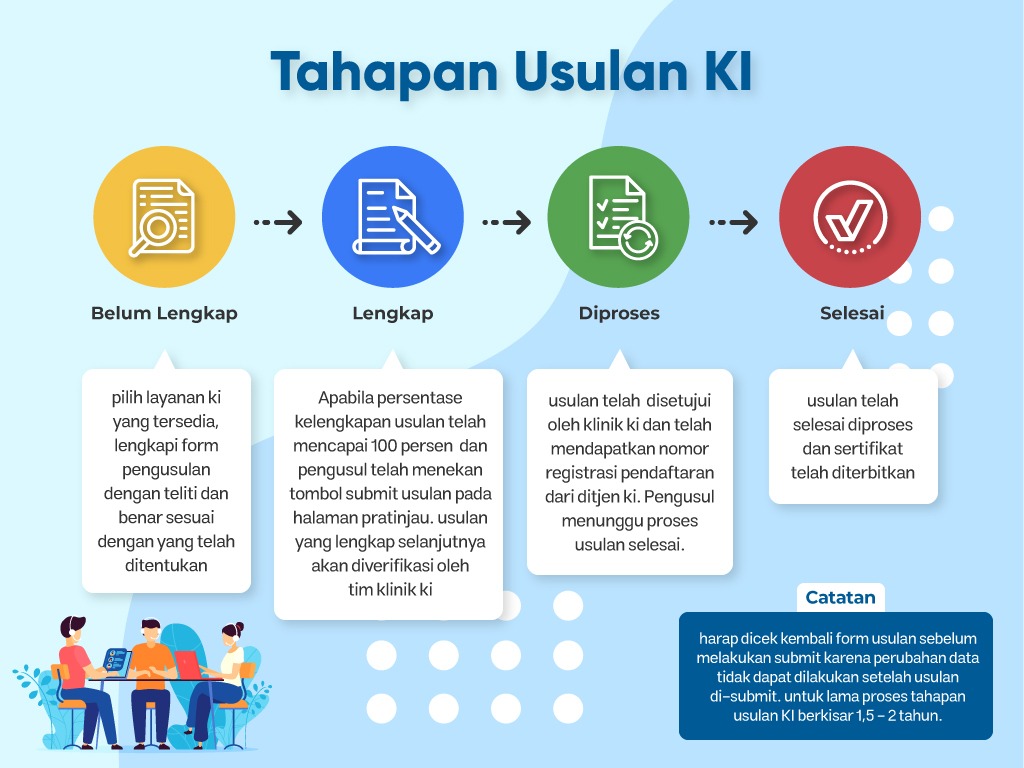 Tahapan Usulan KI
Belum Lengkap
pilih layanan ki
yang tersedia,
lengkapi form
pengusulan
dengan teliti dan
benar sesuai
dengan yang telah
ditentukan
Lengkap
Apabila persentase
kelengkapan usulan telah
mencapai 100 persen dan
pengusul telah menekan
tombol submit usulan pada
halaman pratinjau. usulan
yang lengkap selanjutnya
akan diverifikasi oleh
tim klinik ki
Diproses
usulan telah disetujui
oleh klinik ki dan telah
mendapatkan nomor
registrasi pendaftaran
dari ditjen ki. Pengusul
menunggu proses
usulan selesai.
Selesai
usulan telah
selesai diproses
dan sertifikat
telah diterbitkan
Catatan
harap dicek kembali form usulan sebelum
melakukan submit karena perubahan data
tidak dapat dilakukan setelah usulan
di-submit. untuk lama proses tahapan
usulan KI berkisar 1,5 – 2 tahun.